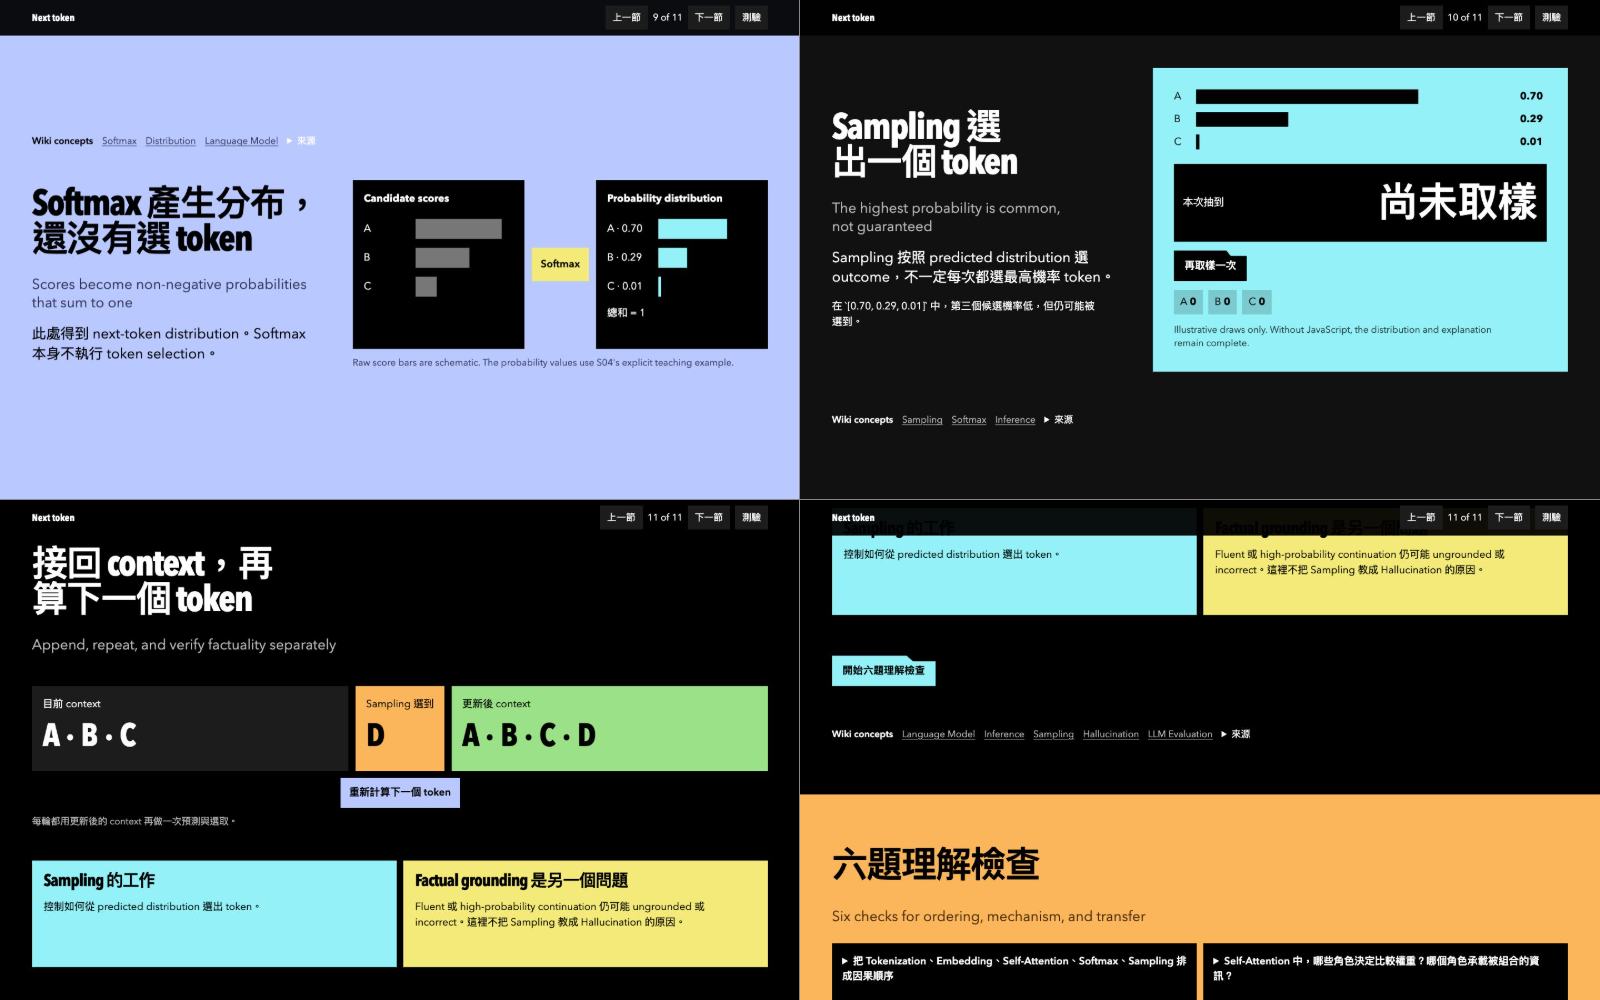 Next token
上一節 9 of 11 下一節 測驗
Wiki concepts Softmax Distribution Language Model ▶ 來源
Softmax 產生分布，
還沒有選 token
Scores become non-negative probabilities
that sum to one
此處得到 next-token distribution。Softmax
本身不執行 token selection。
Candidate scores
A
B
C
Softmax
Probability distribution
A · 0.70
B · 0.29
C · 0.01
總和 = 1
Raw score bars are schematic. The probability values use S04's explicit teaching example.
Next token
上一節 10 of 11 下一節 測驗
Sampling 選
出一個 token
The highest probability is common,
not guaranteed
Sampling 按照 predicted distribution 選
outcome，不一定每次都選最高機率 token。
在 `[0.70, 0.29, 0.01]` 中，第三個候選機率低，但仍可能被
選到。
A 0.70
B 0.29
C 0.01
本次抽到 尚未取樣
再取樣一次
A 0 B 0 C 0
Illustrative draws only. Without JavaScript, the distribution and explanation
remain complete.
Wiki concepts Sampling Softmax Inference ▶ 來源
Next token
上一節 11 of 11 下一節 測驗
接回 context，再
算下一個 token
Append, repeat, and verify factuality separately
目前 context
A · B · C
Sampling 選到
D
更新後 context
A · B · C · D
重新計算下一個 token
每輪都用更新後的 context 再做一次預測與選取。
Sampling 的工作
控制如何從 predicted distribution 選出 token。
Factual grounding 是另一個問題
Fluent 或 high-probability continuation 仍可能 ungrounded 或
incorrect。這裡不把 Sampling 教成 Hallucination 的原因。
Next token
上一節 11 of 11 下一節 測驗
Sampling 的工作
控制如何從 predicted distribution 選出 token。
Factual grounding 是另一個問題
Fluent 或 high-probability continuation 仍可能 ungrounded 或
incorrect。這裡不把 Sampling 教成 Hallucination 的原因。
開始六題理解檢查
Wiki concepts Language Model Inference Sampling Hallucination LLM Evaluation ▶ 來源
六題理解檢查
Six checks for ordering, mechanism, and transfer
▶ 把 Tokenization、Embedding、Self-Attention、Softmax、Sampling 排
成因果順序
▶ Self-Attention 中，哪些角色決定比較權重？哪個角色承載被組合的資
訊？